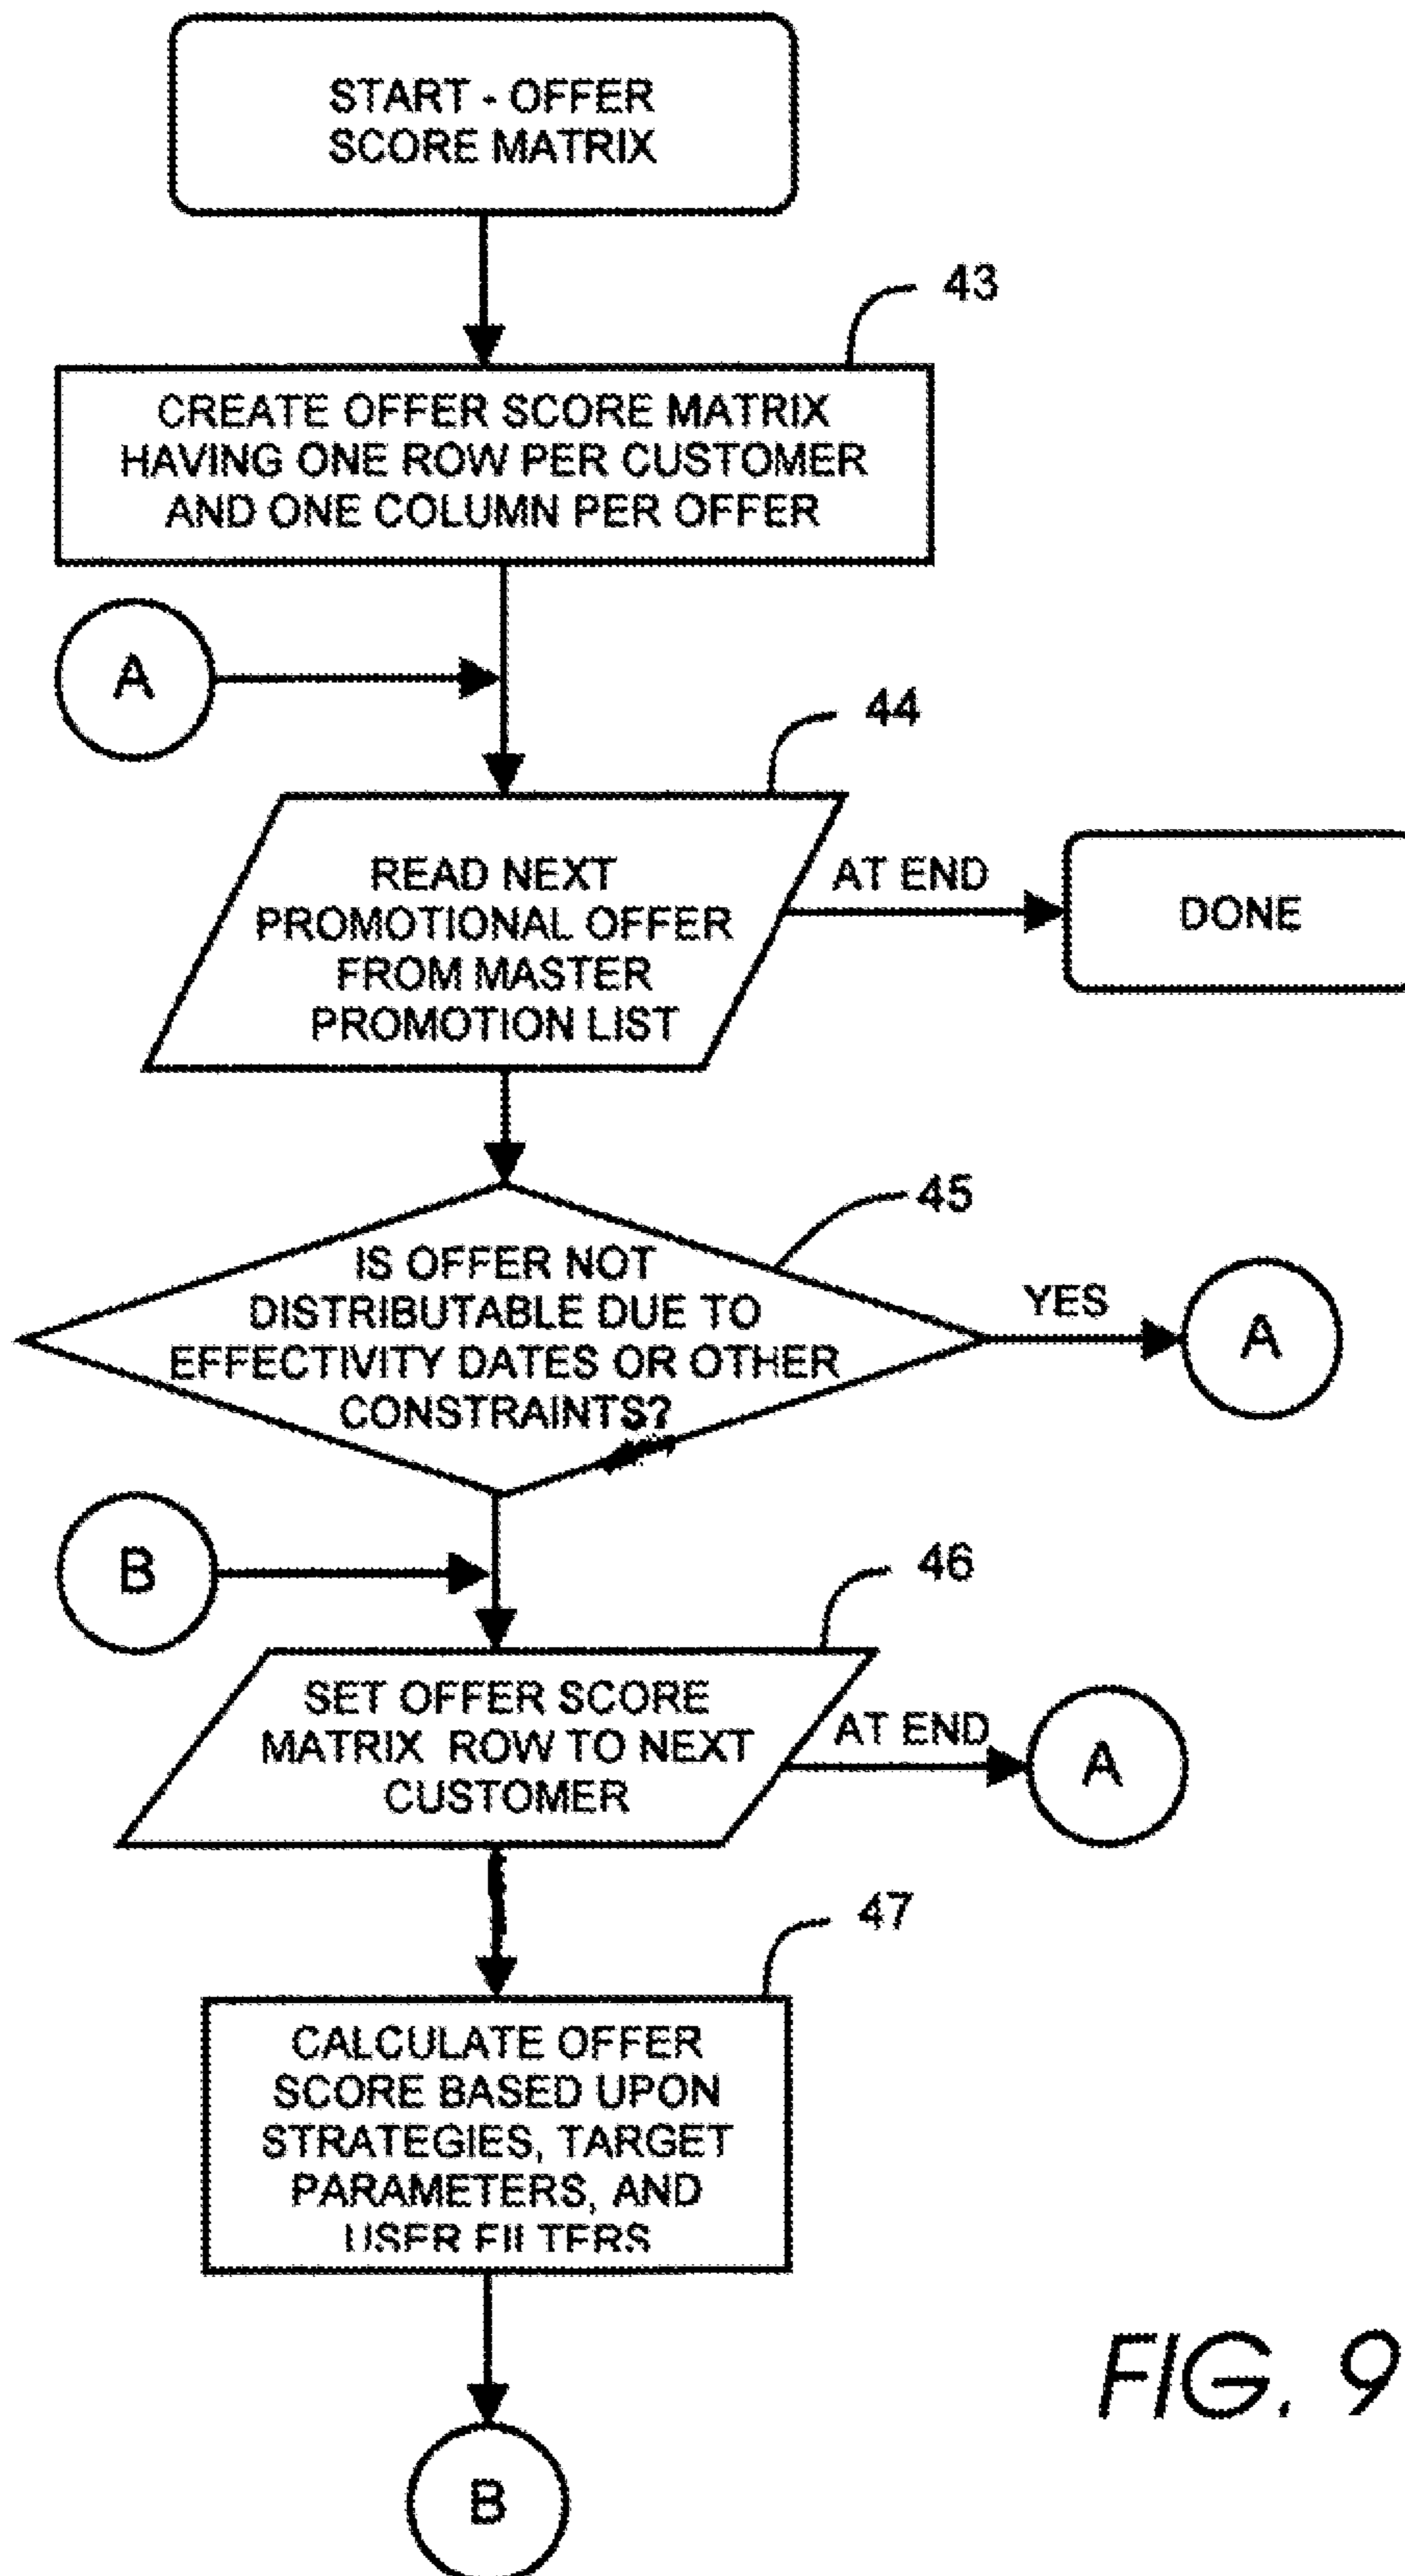 START - OFFER
SCORE MATRIX
43
CREATE OFFER SCORE MATRIX
HAVING ONE ROW PER CUSTOMER
AND ONE COLUMN PER OFFER
A
44
READ NEXT
PROMOTIONAL OFFER
FROM MASTER
PROMOTION LIST
AT END
DONE
45
IS OFFER NOT
DISTRIBUTABLE DUE TO
EFFECTIVITY DATES OR OTHER
CONSTRAINTS?
YES
A
B
46
SET OFFER SCORE
MATRIX ROW TO NEXT
CUSTOMER
AT END
A
47
CALCULATE OFFER
SCORE BASED UPON
STRATEGIES, TARGET
PARAMETERS, AND
USER FILTERS
B
FIG. 9